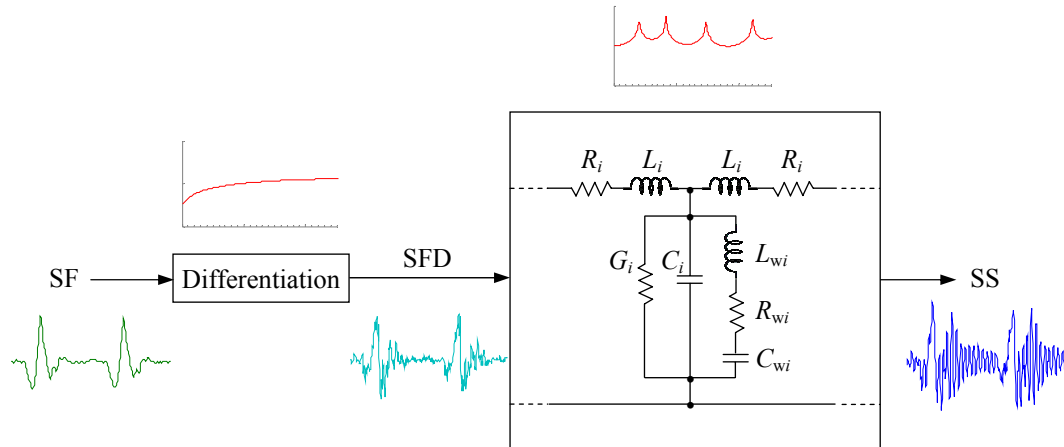 R_i L_i L_i R_i
SF
Differentiation
SFD
G_i C_i
L_wi
R_wi
C_wi
SS